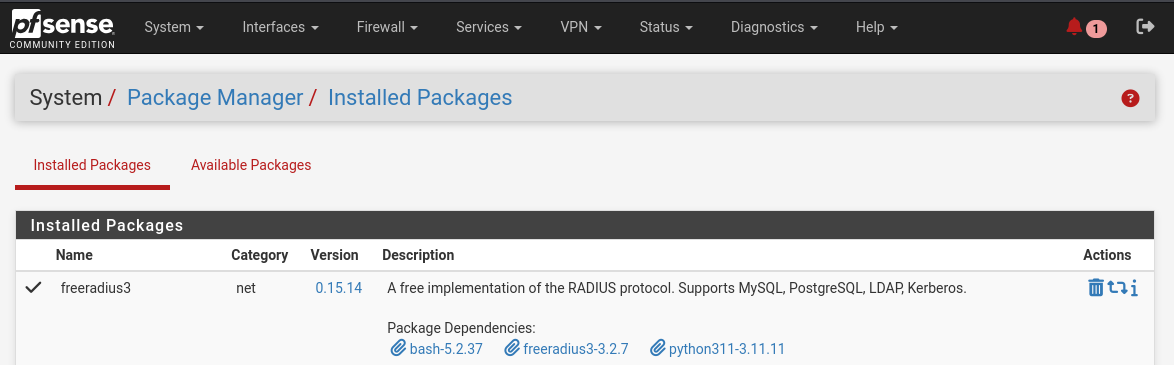 pfsense System Interfaces Firewall Services VPN Status Diagnostics Help 1
COMMUNITY EDITION
System / Package Manager / Installed Packages ?
Installed Packages Available Packages
Installed Packages
Name Category Version Description Actions
freeradius3 net 0.15.14 A free implementation of the RADIUS protocol. Supports MySQL, PostgreSQL, LDAP, Kerberos.
Package Dependencies:
bash-5.2.37 freeradius3-3.2.7 python311-3.11.11